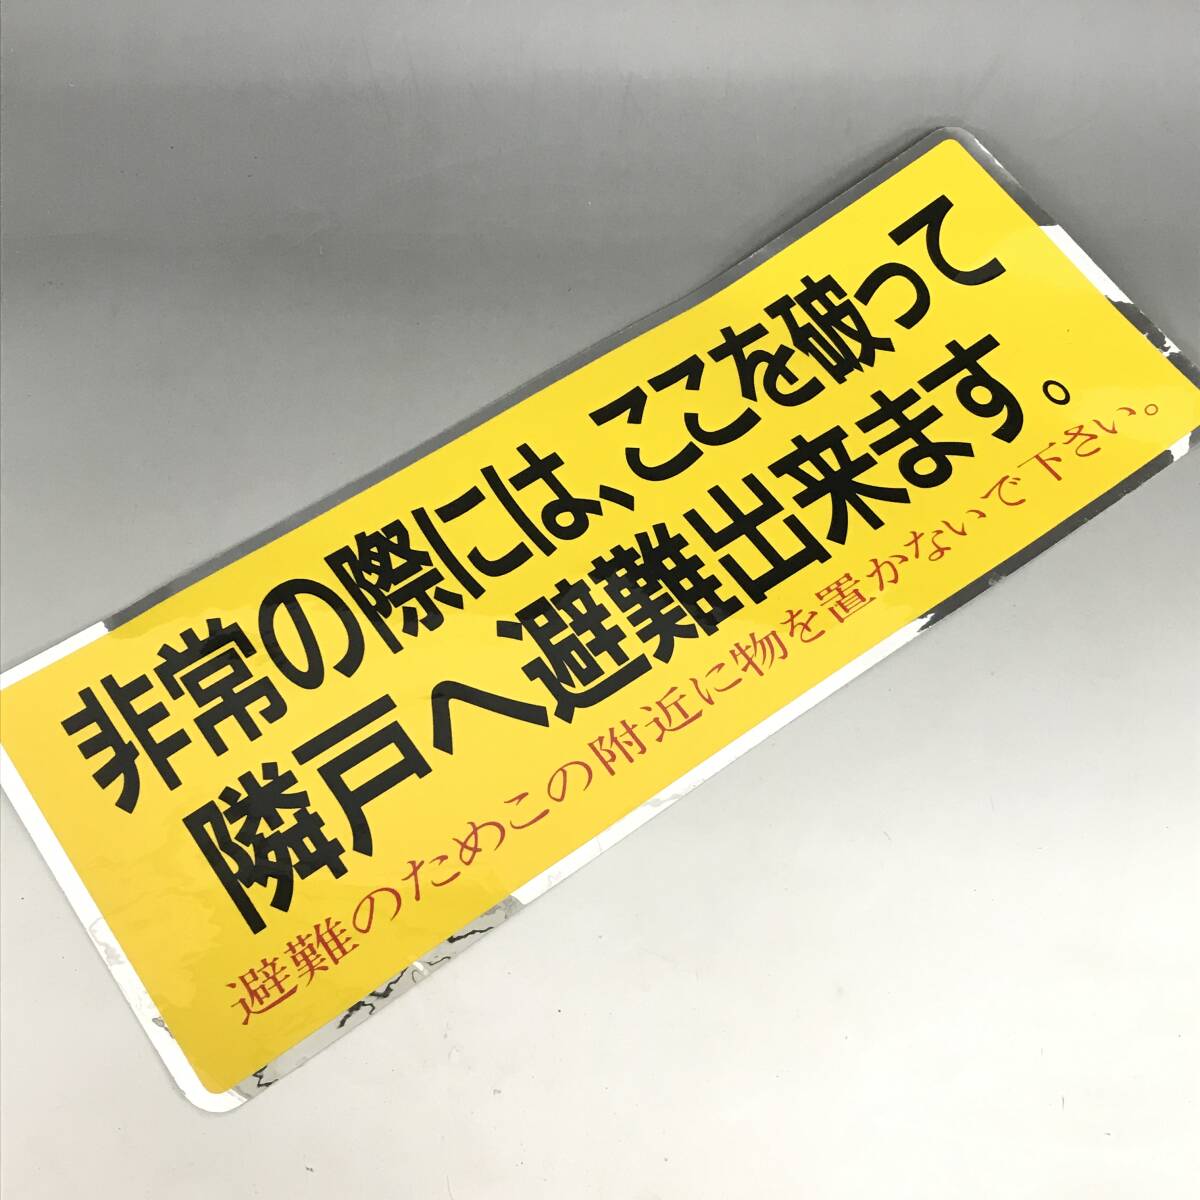 非常の際には、ここを破って
隣戸へ避難出来ます。
避難のためこの附近に物を置かないで下さい。